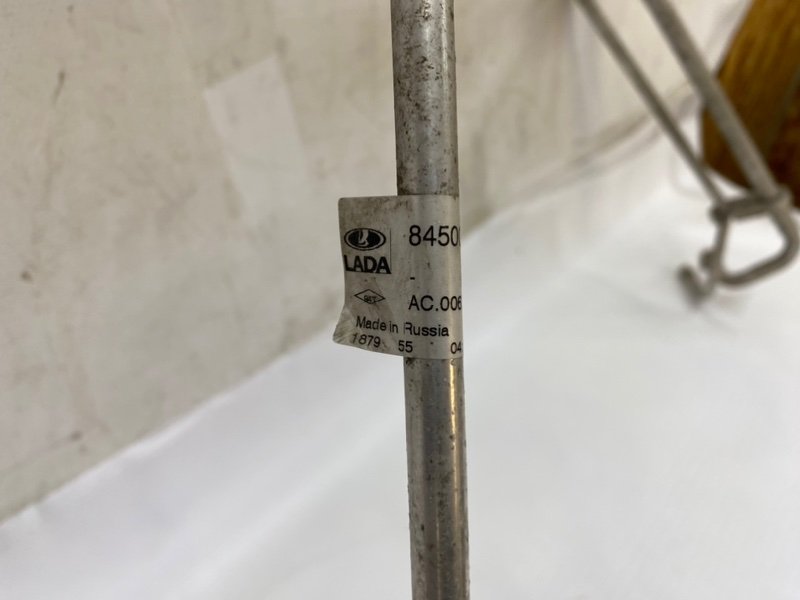 8450
LADA
-
AC.006
Made in Russia
1879 55 04